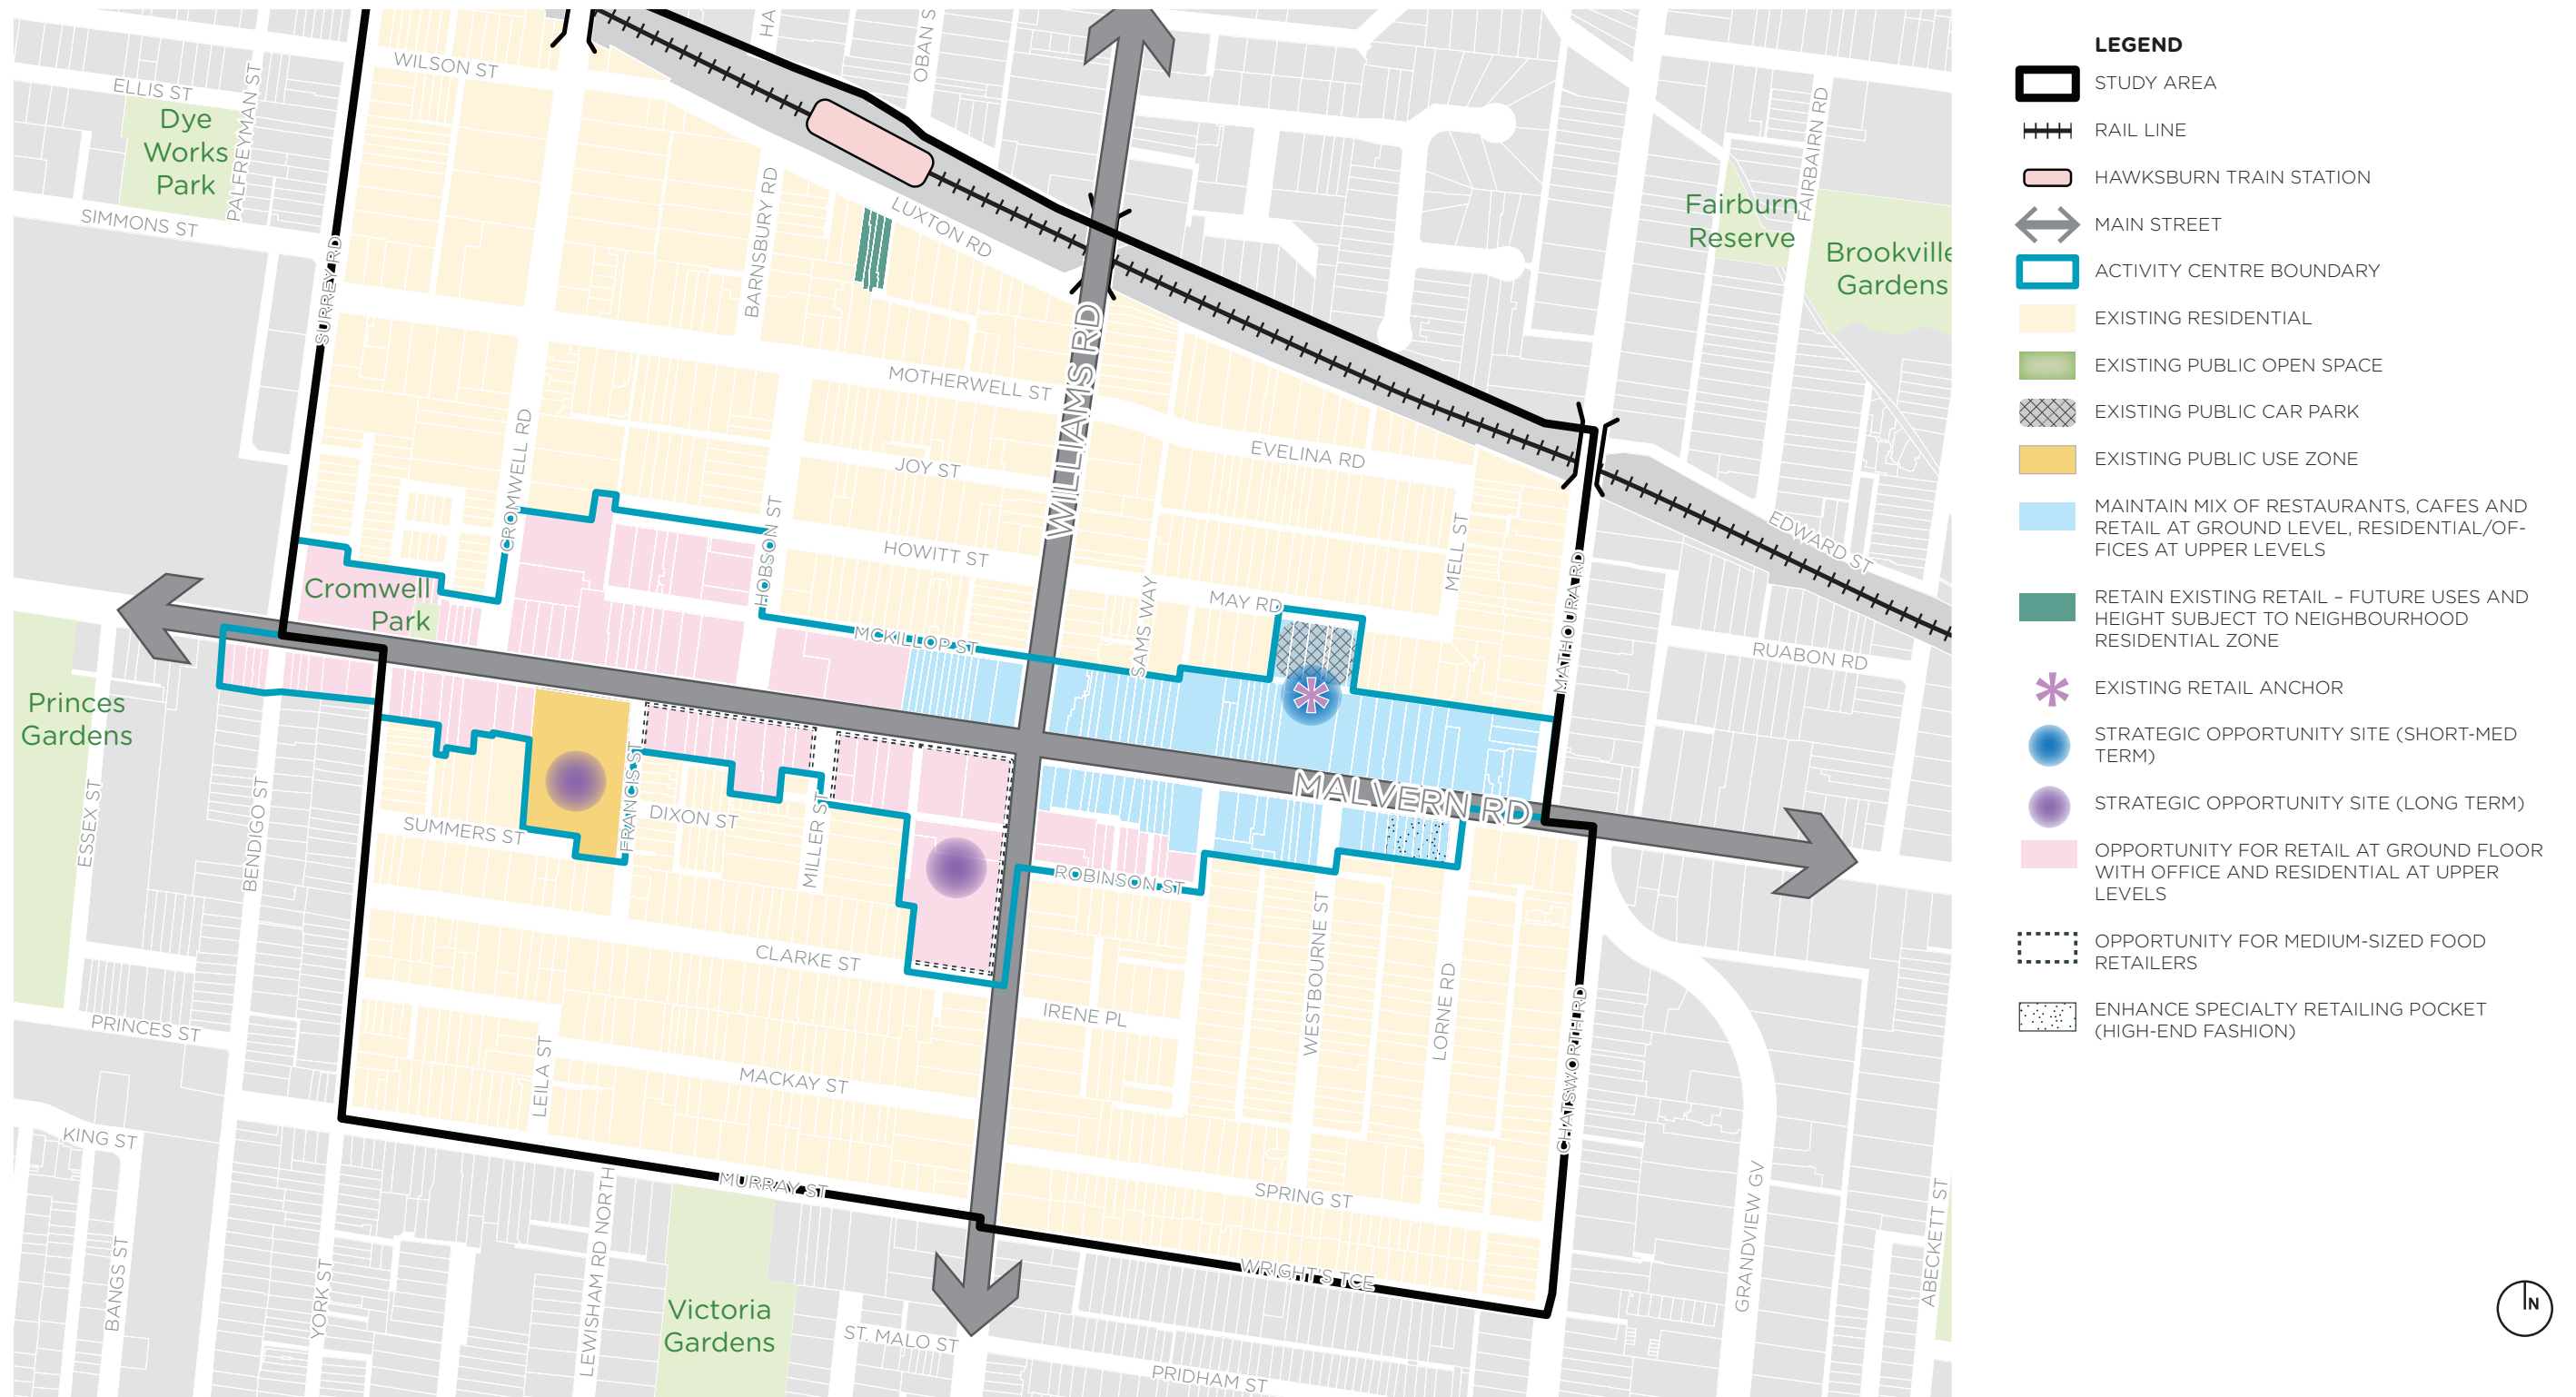 LEGEND
STUDY AREA
RAIL LINE
HAWKSBURN TRAIN STATION
MAIN STREET
ACTIVITY CENTRE BOUNDARY
EXISTING RESIDENTIAL
EXISTING PUBLIC OPEN SPACE
EXISTING PUBLIC CAR PARK
EXISTING PUBLIC USE ZONE
MAINTAIN MIX OF RESTAURANTS, CAFES AND
RETAIL AT GROUND LEVEL, RESIDENTIAL/OF-
FICES AT UPPER LEVELS
RETAIN EXISTING RETAIL – FUTURE USES AND
HEIGHT SUBJECT TO NEIGHBOURHOOD
RESIDENTIAL ZONE
EXISTING RETAIL ANCHOR
STRATEGIC OPPORTUNITY SITE (SHORT-MED
TERM)
STRATEGIC OPPORTUNITY SITE (LONG TERM)
OPPORTUNITY FOR RETAIL AT GROUND FLOOR
WITH OFFICE AND RESIDENTIAL AT UPPER
LEVELS
OPPORTUNITY FOR MEDIUM-SIZED FOOD
RETAILERS
ENHANCE SPECIALTY RETAILING POCKET
(HIGH-END FASHION)
N
WILSON ST
ELLIS ST
Dye
Works
Park
PALFREYMAN ST
SIMMONS ST
HA
OBAN S
BARNSBURY RD
LUXTON RD
SURREY RD
FAIRBAIRN RD
Fairburn
Reserve
Brookville
Gardens
WILLIAMS RD
MOTHERWELL ST
CROMWELL RD
JOY ST
EVELINA RD
EDWARD ST
HOBSON ST
HOWITT ST
MELL ST
MAY RD
SAMS WAY
MATHOURA RD
RUABON RD
Cromwell
Park
MCKILLOP ST
Princes
Gardens
ESSEX ST
BENDIGO ST
SUMMERS ST
FRANCIS ST
DIXON ST
MILLER ST
MALVERN RD
ROBINSON ST
WESTBOURNE ST
LORNE RD
CHATSWORTH RD
CLARKE ST
IRENE PL
PRINCES ST
LEILA ST
MACKAY ST
KING ST
MURRAY ST
SPRING ST
WRIGHT'S TCE
GRANDVIEW GV
ABECKETT ST
BANGS ST
YORK ST
LEWISHAM RD NORTH
Victoria
Gardens
ST. MALO ST
PRIDHAM ST